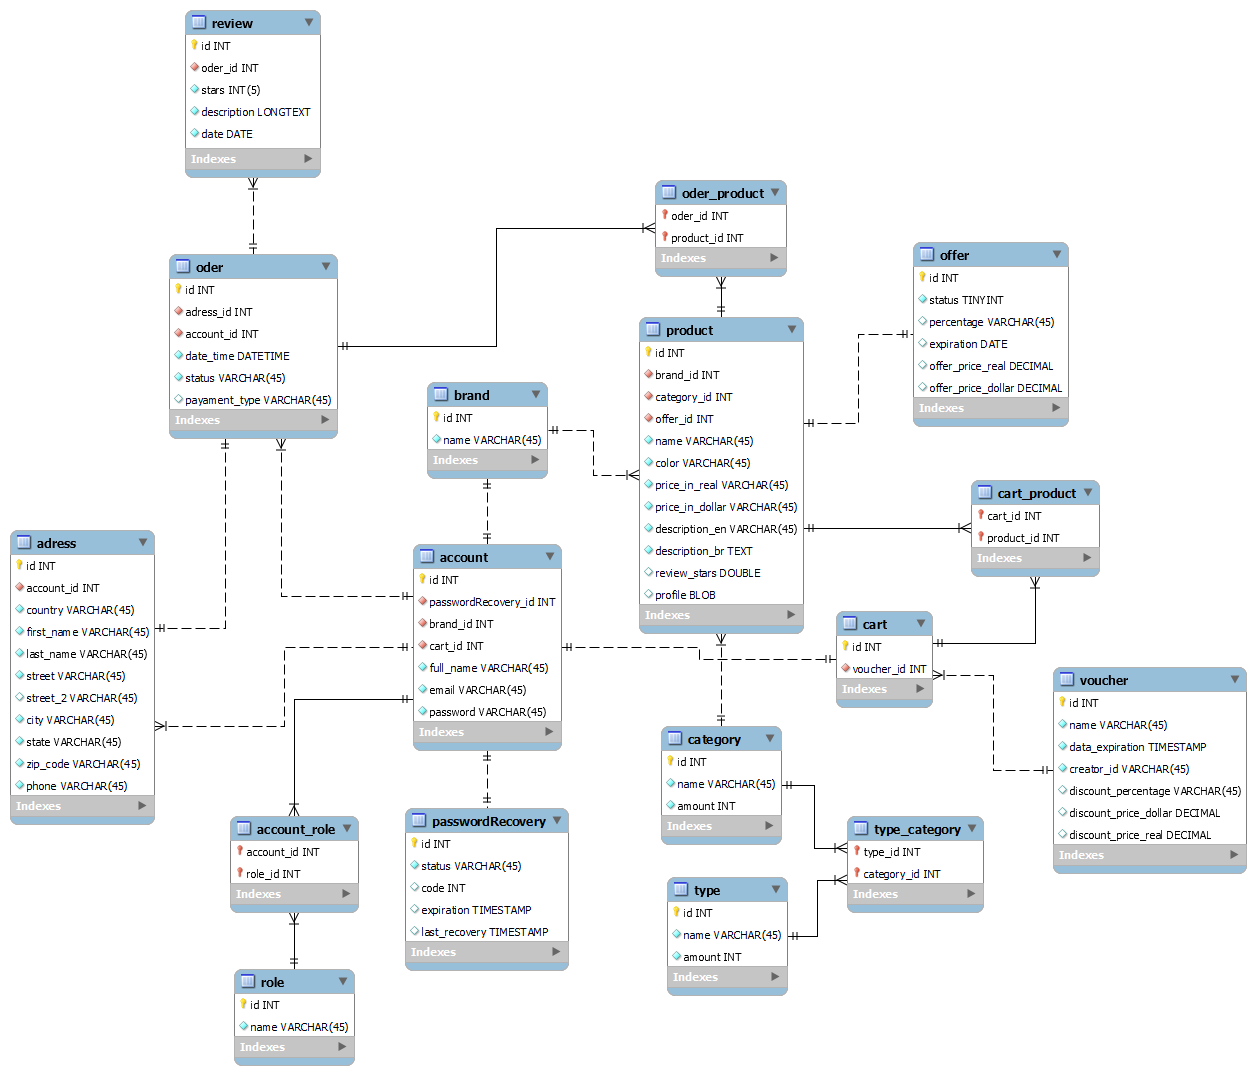 review
id INT
oder_id INT
stars INT(5)
description LONGTEXT
date DATE
Indexes
oder_product
oder_id INT
product_id INT
Indexes
oder
id INT
adress_id INT
account_id INT
date_time DATETIME
status VARCHAR(45)
payament_type VARCHAR(45)
Indexes
offer
id INT
status TINYINT
percentage VARCHAR(45)
expiration DATE
offer_price_real DECIMAL
offer_price_dollar DECIMAL
Indexes
product
id INT
brand_id INT
category_id INT
offer_id INT
name VARCHAR(45)
color VARCHAR(45)
price_in_real VARCHAR(45)
price_in_dollar VARCHAR(45)
description_en VARCHAR(45)
description_br TEXT
review_stars DOUBLE
profile BLOB
Indexes
brand
id INT
name VARCHAR(45)
Indexes
cart_product
cart_id INT
product_id INT
Indexes
adress
id INT
account_id INT
country VARCHAR(45)
first_name VARCHAR(45)
last_name VARCHAR(45)
street VARCHAR(45)
street_2 VARCHAR(45)
city VARCHAR(45)
state VARCHAR(45)
zip_code VARCHAR(45)
phone VARCHAR(45)
Indexes
account
id INT
passwordRecovery_id INT
brand_id INT
cart_id INT
full_name VARCHAR(45)
email VARCHAR(45)
password VARCHAR(45)
Indexes
cart
id INT
voucher_id INT
Indexes
voucher
id INT
name VARCHAR(45)
data_expiration TIMESTAMP
creator_id VARCHAR(45)
discount_percentage VARCHAR(45)
discount_price_dollar DECIMAL
discount_price_real DECIMAL
Indexes
category
id INT
name VARCHAR(45)
amount INT
Indexes
account_role
account_id INT
role_id INT
Indexes
passwordRecovery
id INT
status VARCHAR(45)
code INT
expiration TIMESTAMP
last_recovery TIMESTAMP
Indexes
type_category
type_id INT
category_id INT
Indexes
type
id INT
name VARCHAR(45)
amount INT
Indexes
role
id INT
name VARCHAR(45)
Indexes